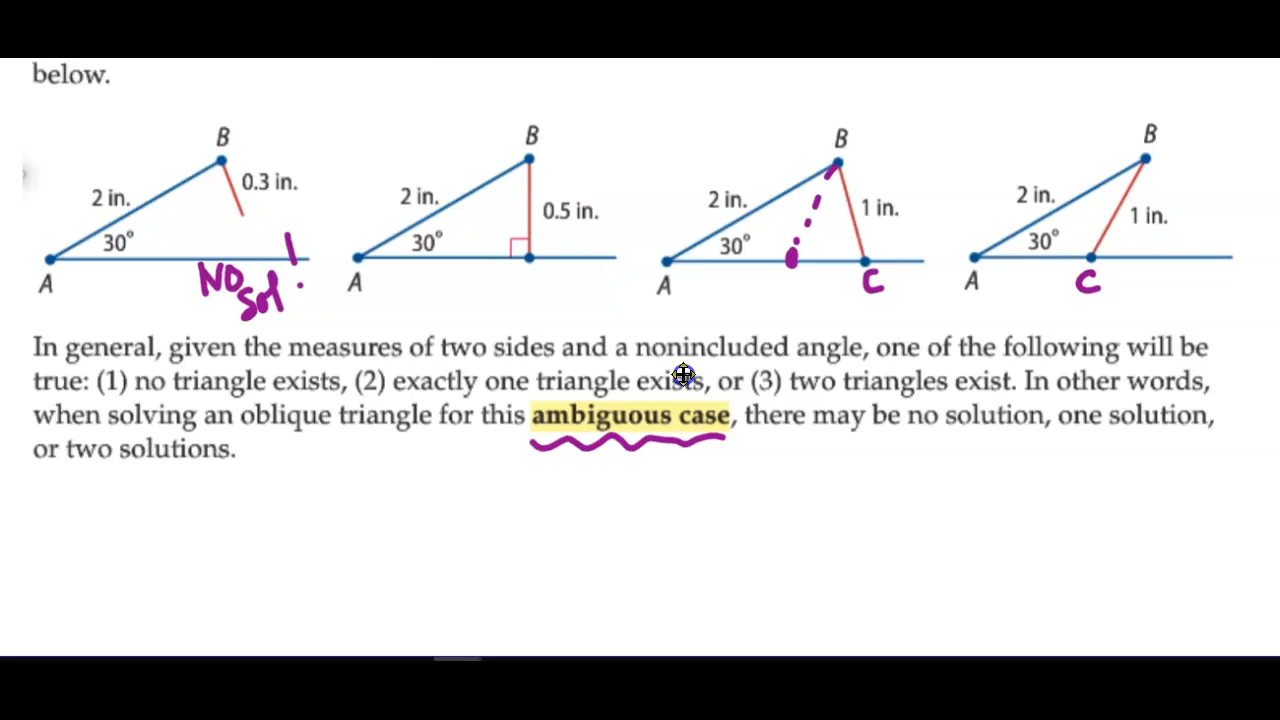 below.
B B B B
2 in. 0.3 in. 2 in. 0.5 in. 2 in. 1 in. 2 in. 1 in.
30° 30° 30° 30°
A NO A A C A C
Sol !
In general, given the measures of two sides and a nonincluded angle, one of the following will be
true: (1) no triangle exists, (2) exactly one triangle exists, or (3) two triangles exist. In other words,
when solving an oblique triangle for this ambiguous case, there may be no solution, one solution,
or two solutions.